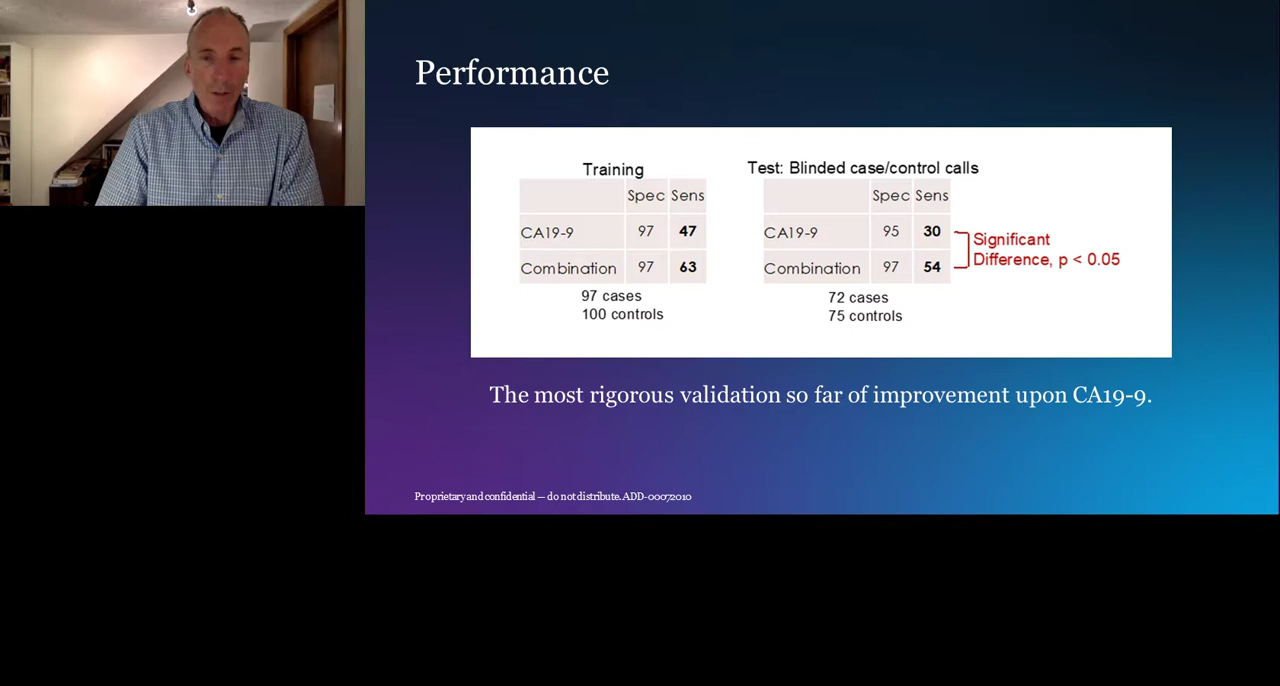 Performance
Training
Spec Sens
CA19-9 97 47
Combination 97 63
97 cases
100 controls
Test: Blinded case/control calls
Spec Sens
CA19-9 95 30
Combination 97 54
72 cases
75 controls
Significant
Difference, p < 0.05
The most rigorous validation so far of improvement upon CA19-9.
Proprietary and confidential — do not distribute. ADD-00072010